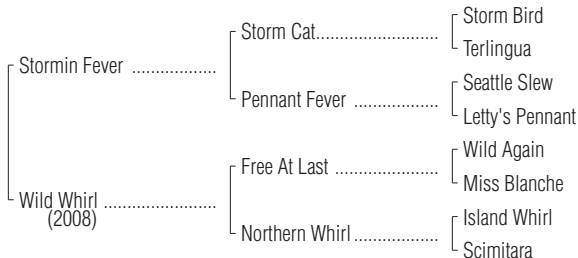 Storm Bird
Storm Cat
Terlingua
Stormin Fever
Seattle Slew
Pennant Fever
Letty's Pennant
Wild Again
Free At Last
Miss Blanche
Wild Whirl
(2008)
Island Whirl
Northern Whirl
Scimitara